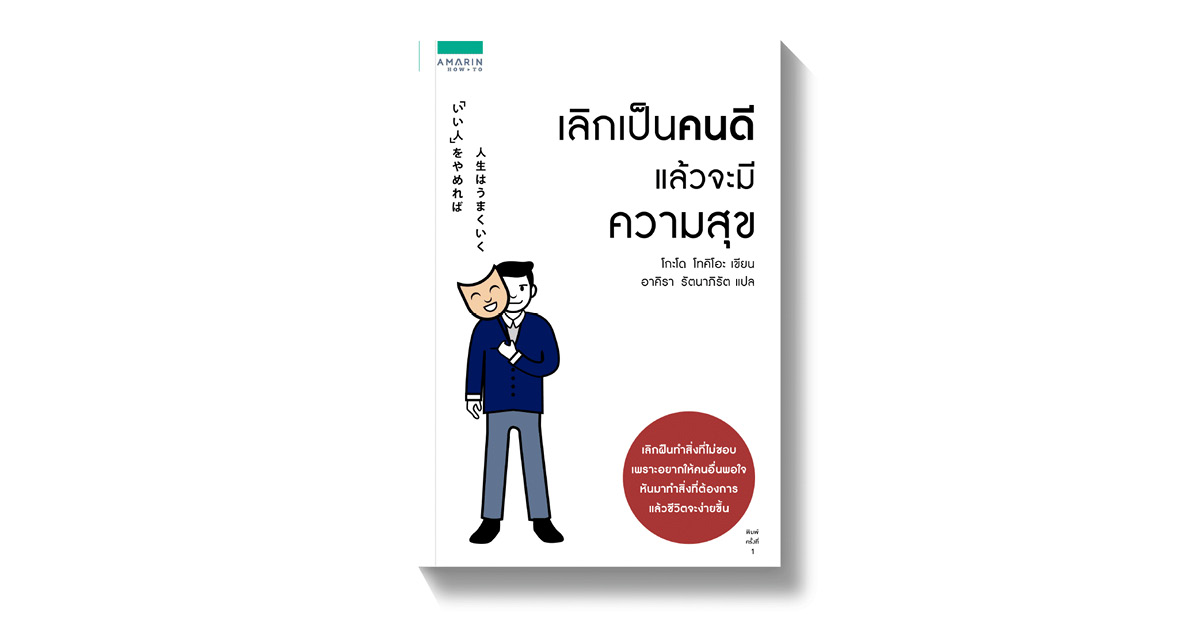 AMARIN
HOW•TO
「いい人」をやめれば
人生はうまくいく
เลิกเป็นคนดี
แล้วจะมี
ความสุข
โกะโด โทคิโอะ เขียน
อาคิรา รัตนาภิรัต แปล
เลิกฝืนทำสิ่งที่ไม่ชอบ
เพราะอยากให้คนอื่นพอใจ
หันมาทำสิ่งที่ต้องการ
แล้วชีวิตจะง่ายขึ้น
พิมพ์
ครั้งที่
1